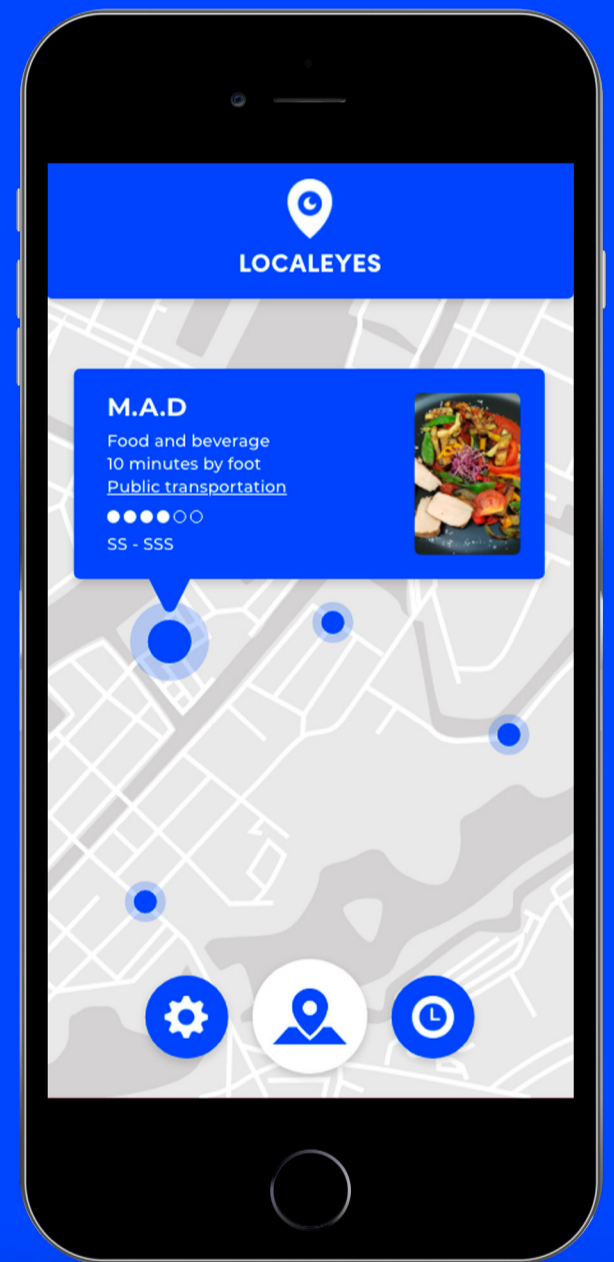 LOCALEYES
M.A.D
Food and beverage
10 minutes by foot
Public transportation
SS - SSS